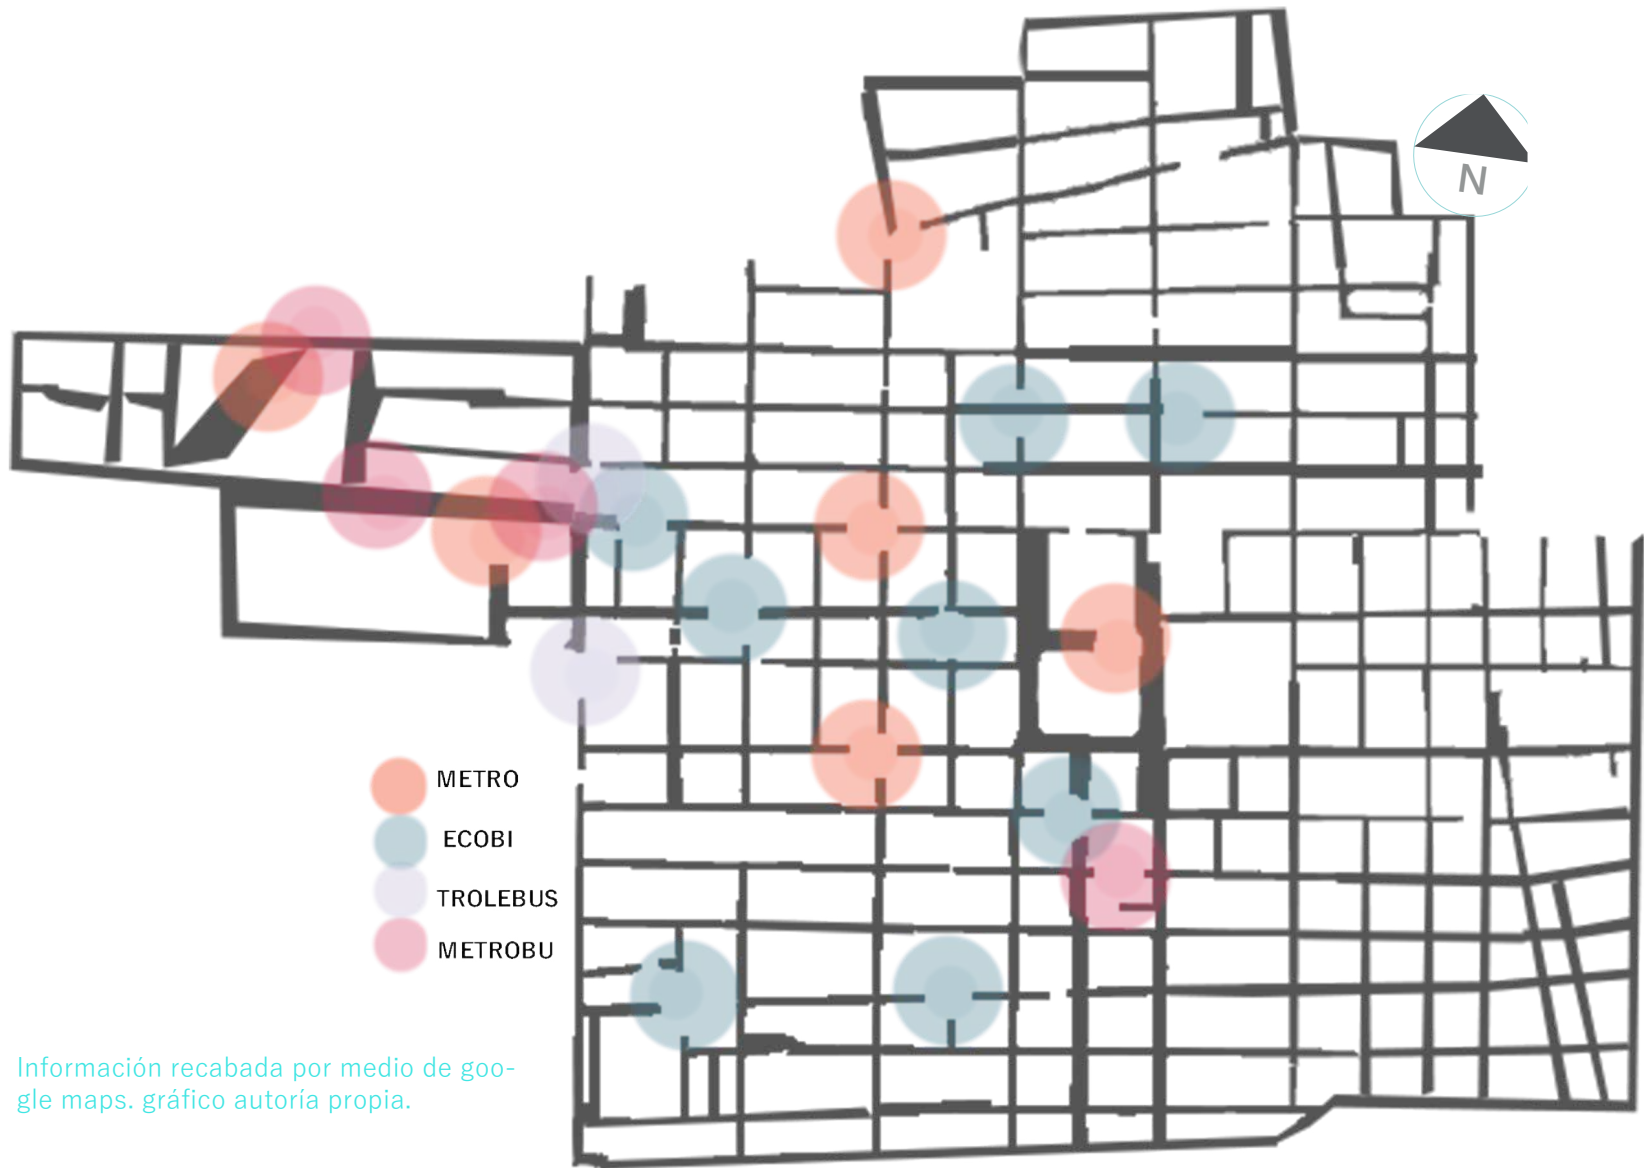 N
METRO
ECOBI
TROLEBUS
METROBU
Información recabada por medio de goo-
gle maps. gráfico autoría propia.